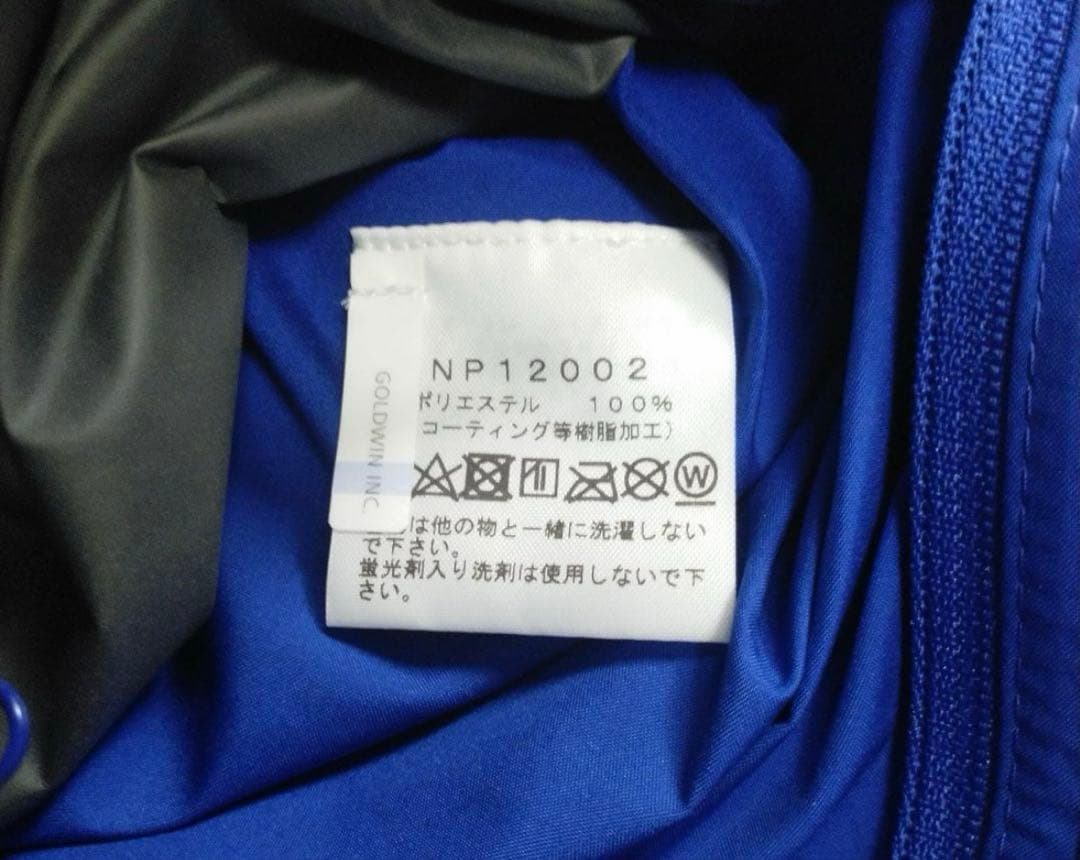 NP12002
ポリエステル 100%
コーティング等樹脂加工)
W
は他の物と一緒に洗濯しない
で下さい。
蛍光剤入り洗剤は使用しないで下
さい。
GOLDWIN INC.